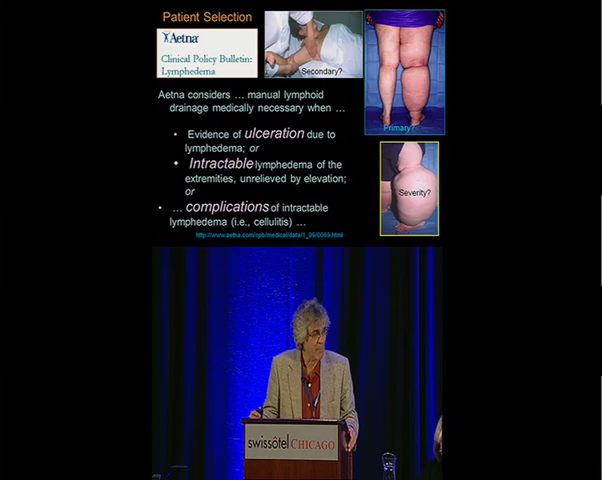 Patient Selection
Aetna
Clinical Policy Bulletin:
Lymphedema
Secondary?
Primary?
Aetna considers ... manual lymphoid
drainage medically necessary when ...
• Evidence of ulceration due to
lymphedema; or
• Intractable lymphedema of the
extremities, unrelieved by elevation;
or
• ... complications of intractable
lymphedema (i.e., cellulitis) ...
Severity?
http://www.aetna.com/cpb/medical/data/1_99/0069.html
swissôtel CHICAGO